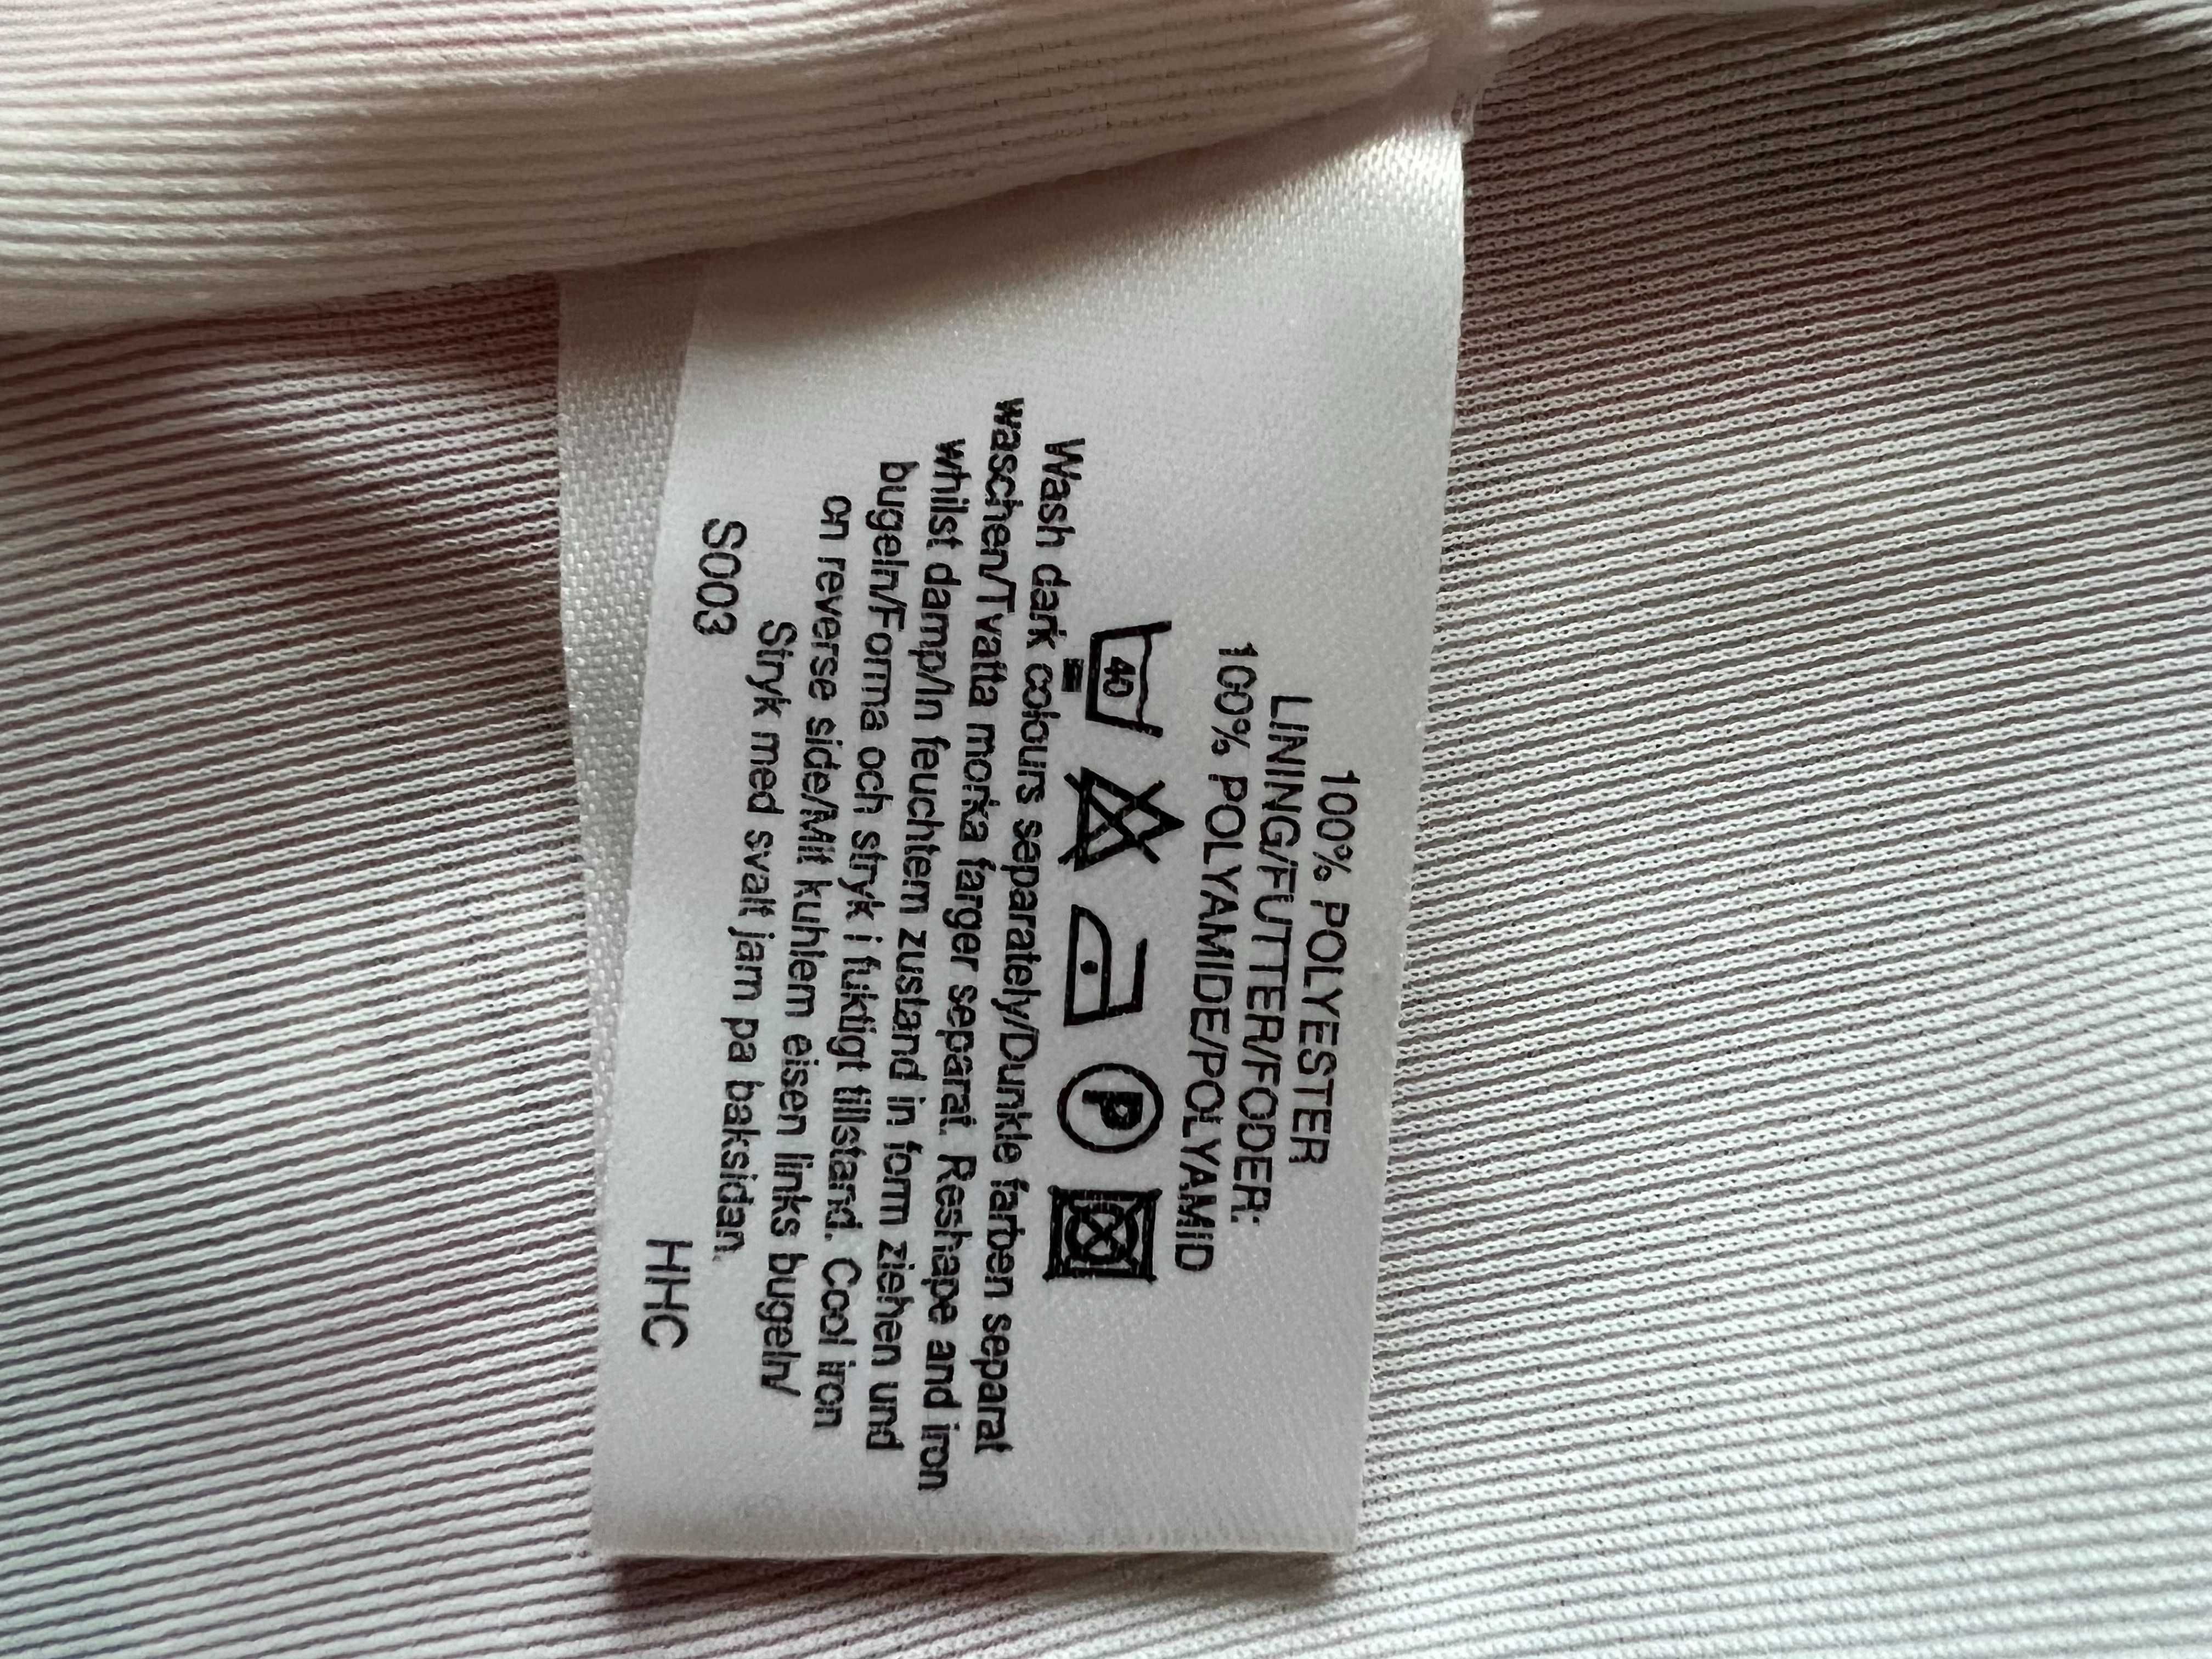 100% POLYESTER
LINING/FUTTER/FODER:
100% POLYAMIDE/POLYAMID
40 P
Wash dark colours separately/Dunkle farben separat
waschen/Tvatta morka farger separat. Reshape and iron
whilst damp/In feuchtem zustand in form ziehen und
bugeln/Forma och stryk i fuktigt tillstand. Cool iron
on reverse side/Mit kuhlem eisen links bugeln/
Stryk med svalt jarn pa baksidan.
S003
HHC